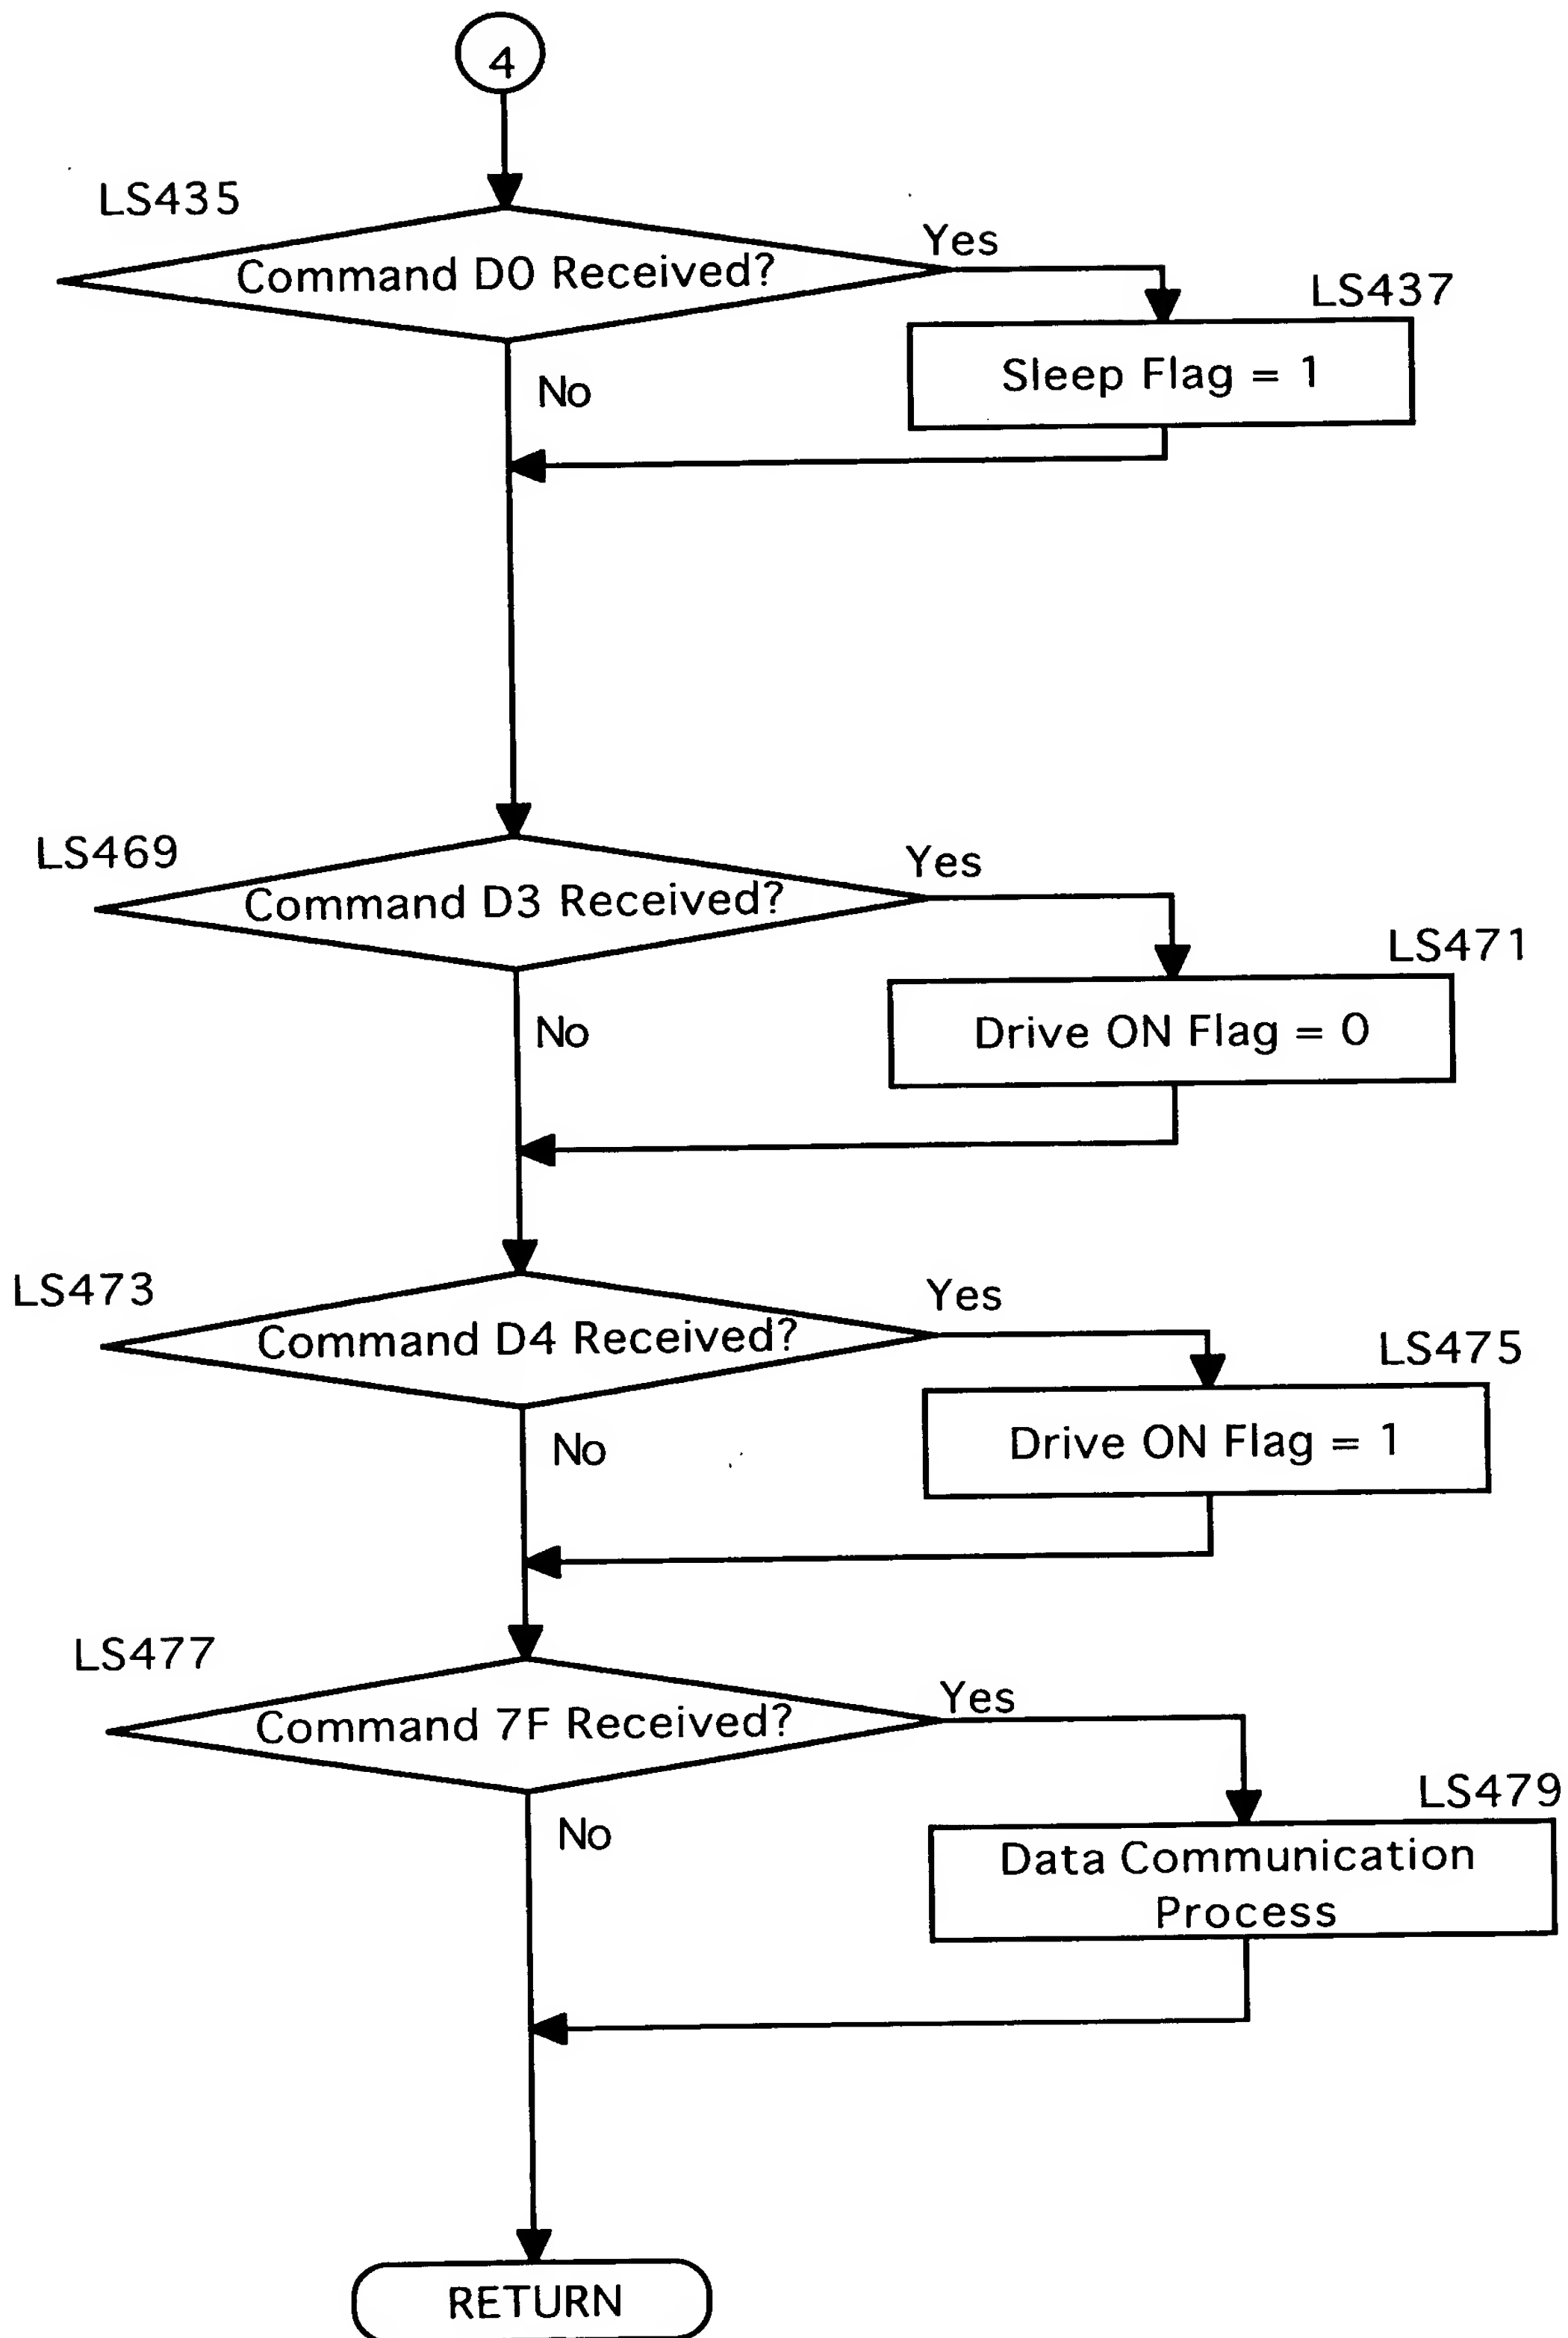 4
LS435
Command D0 Received?
Yes
LS437
Sleep Flag = 1
No
LS469
Command D3 Received?
Yes
LS471
Drive ON Flag = 0
No
LS473
Command D4 Received?
Yes
LS475
Drive ON Flag = 1
No
LS477
Command 7F Received?
Yes
LS479
Data Communication
Process
No
RETURN